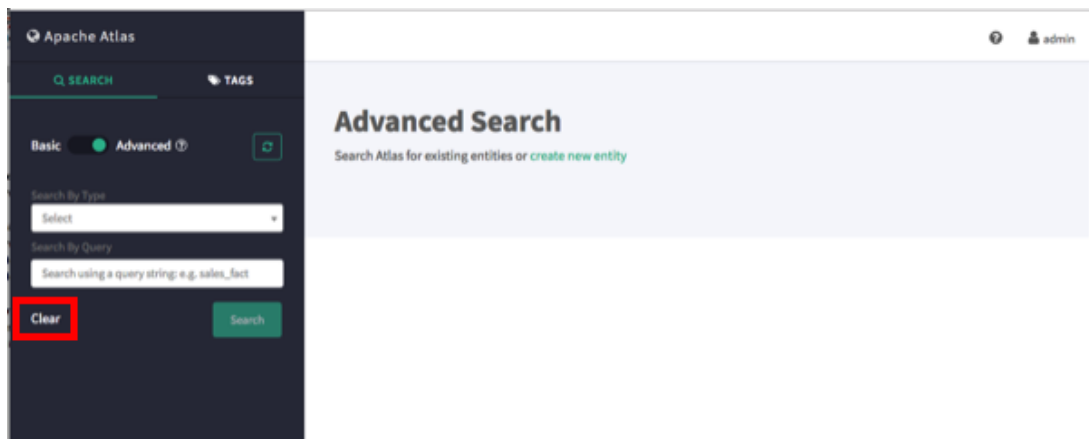 Apache Atlas
admin
SEARCH
TAGS
Basic
Advanced
Search By Type
Select
Search By Query
Search using a query string: e.g. sales_fact
Clear
Search
Advanced Search
Search Atlas for existing entities or create new entity